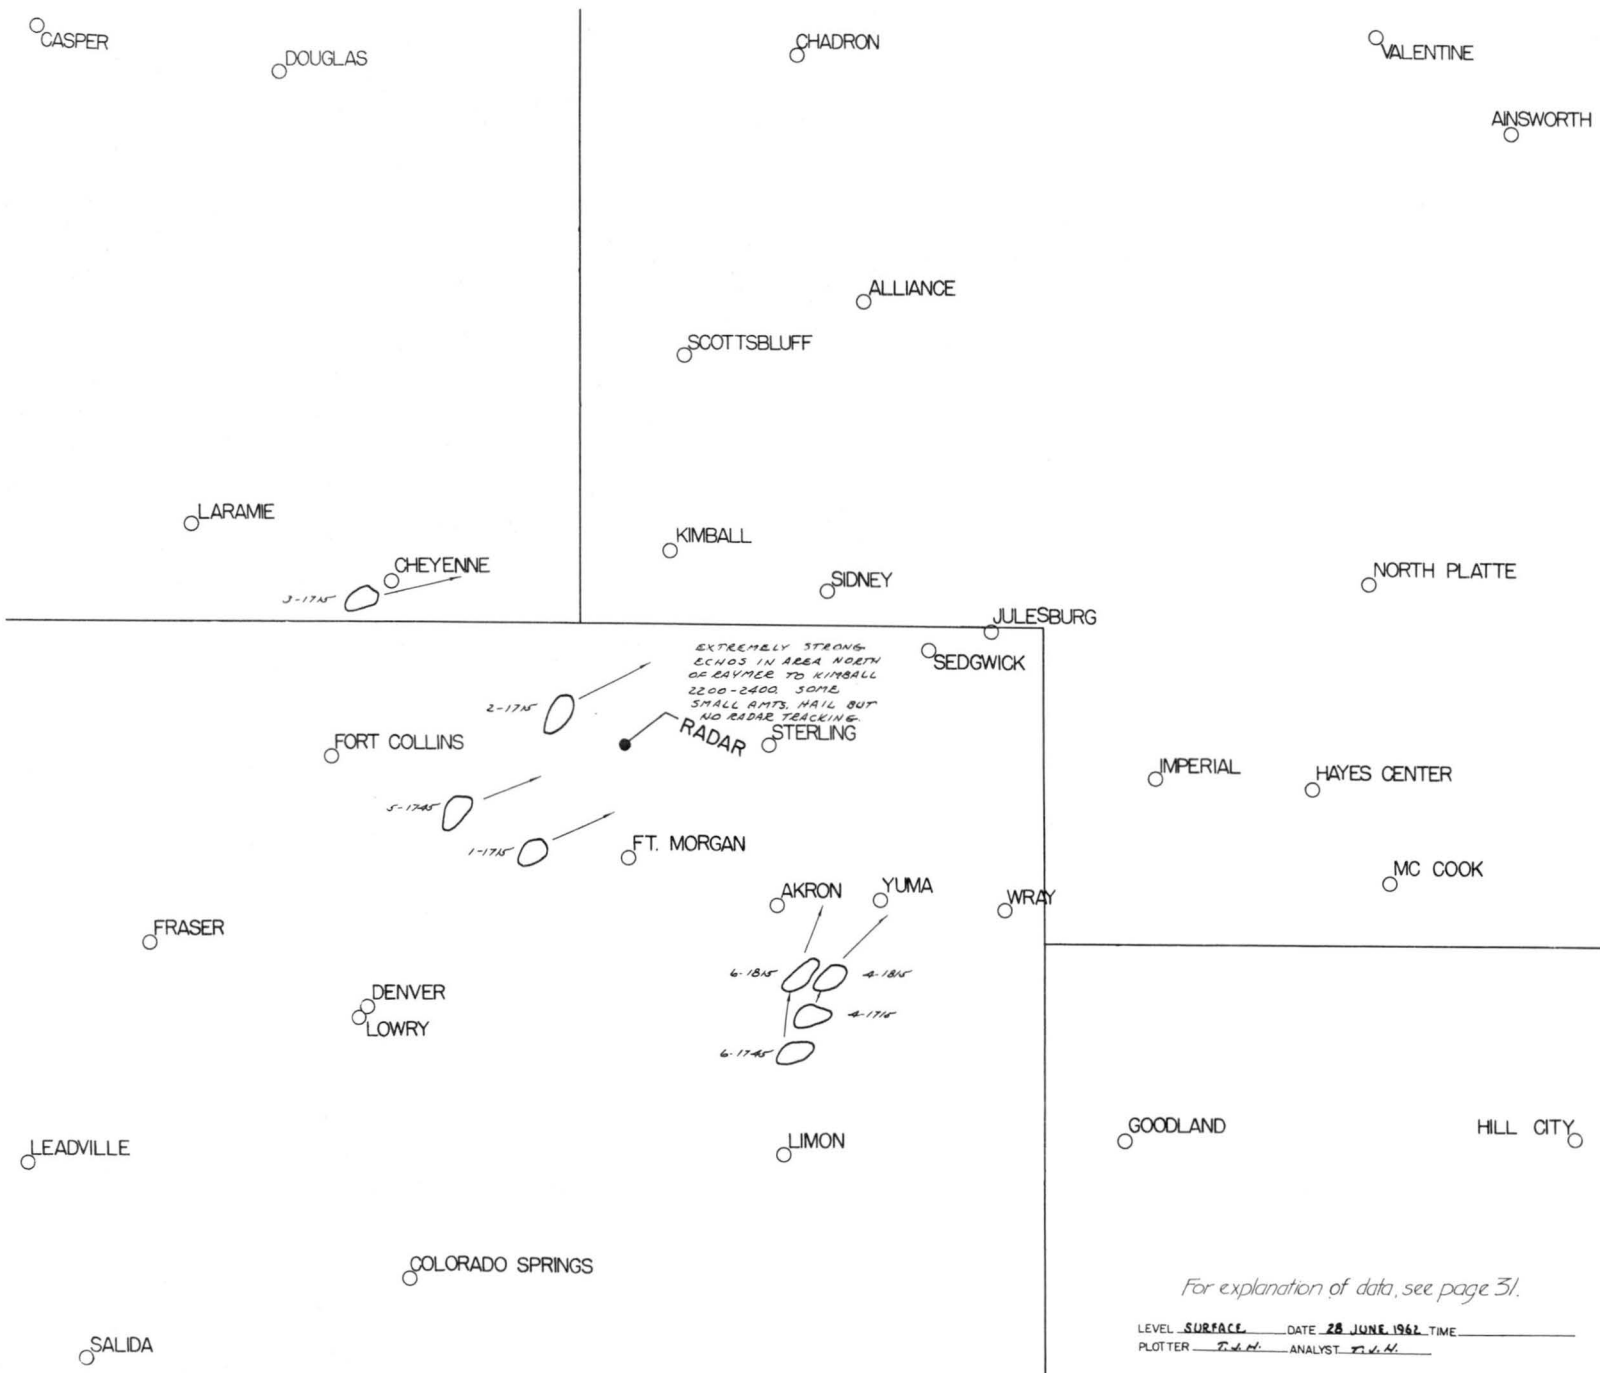 CASPER
DOUGLAS
CHADRON
VALENTINE
AINSWORTH
ALLIANCE
SCOTTSBLUFF
LARAMIE
KIMBALL
CHEYENNE
SIDNEY
NORTH PLATTE
3-1715
JULESBURG
SEDGWICK
EXTREMELY STRONG
ECHOS IN AREA NORTH
OF RAYMER TO KIMBALL
2200-2400. SOME
SMALL AMTS. HAIL BUT
NO RADAR TRACKING.
2-1715
RADAR
STERLING
FORT COLLINS
IMPERIAL
HAYES CENTER
5-1745
1-1715
FT. MORGAN
MC COOK
AKRON
YUMA
WRAY
FRASER
6-1815
4-1815
DENVER
LOWRY
4-1715
6-1745
GOODLAND
HILL CITY
LIMON
LEADVILLE
COLORADO SPRINGS
For explanation of data, see page 31.
LEVEL SURFACE DATE 28 JUNE 1962 TIME
PLOTTER T.J.H. ANALYST T.J.H.
SALIDA